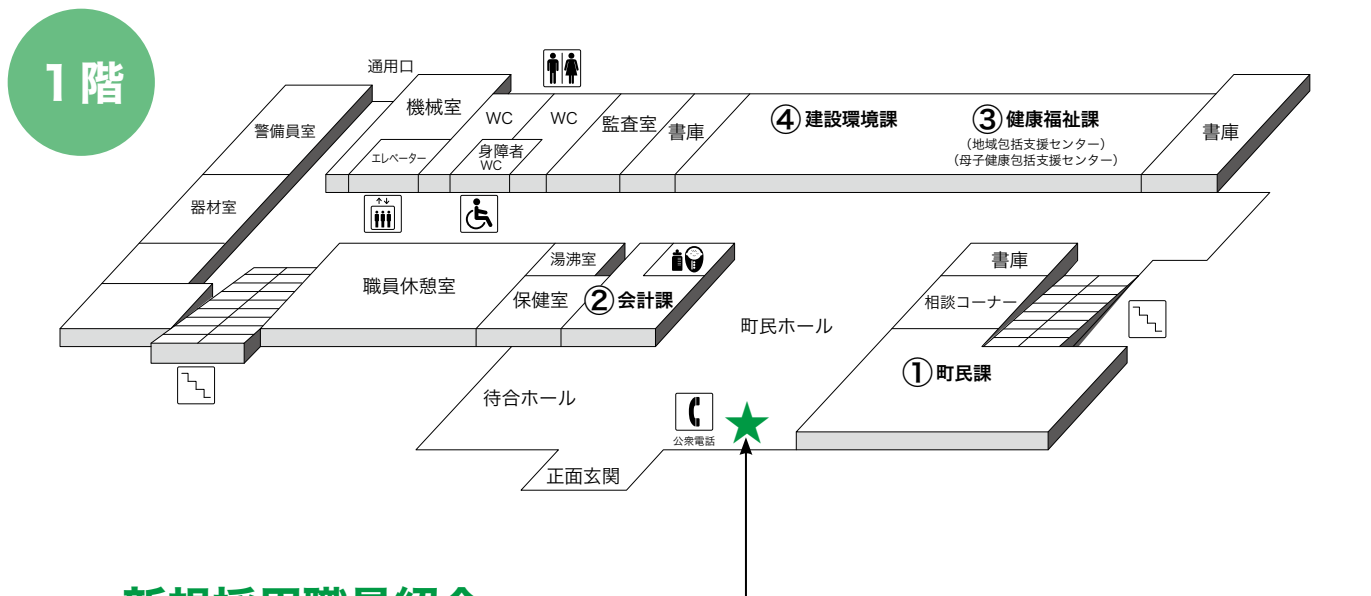 1階
通用口
機械室
WC
WC
監査室
書庫
④建設環境課
③健康福祉課
（地域包括支援センター）
（母子健康包括支援センター）
書庫
警備員室
エレベーター
身障者
WC
器材室
職員休憩室
湯沸室
保健室
②会計課
書庫
相談コーナー
町民ホール
①町民課
待合ホール
公衆電話
正面玄関